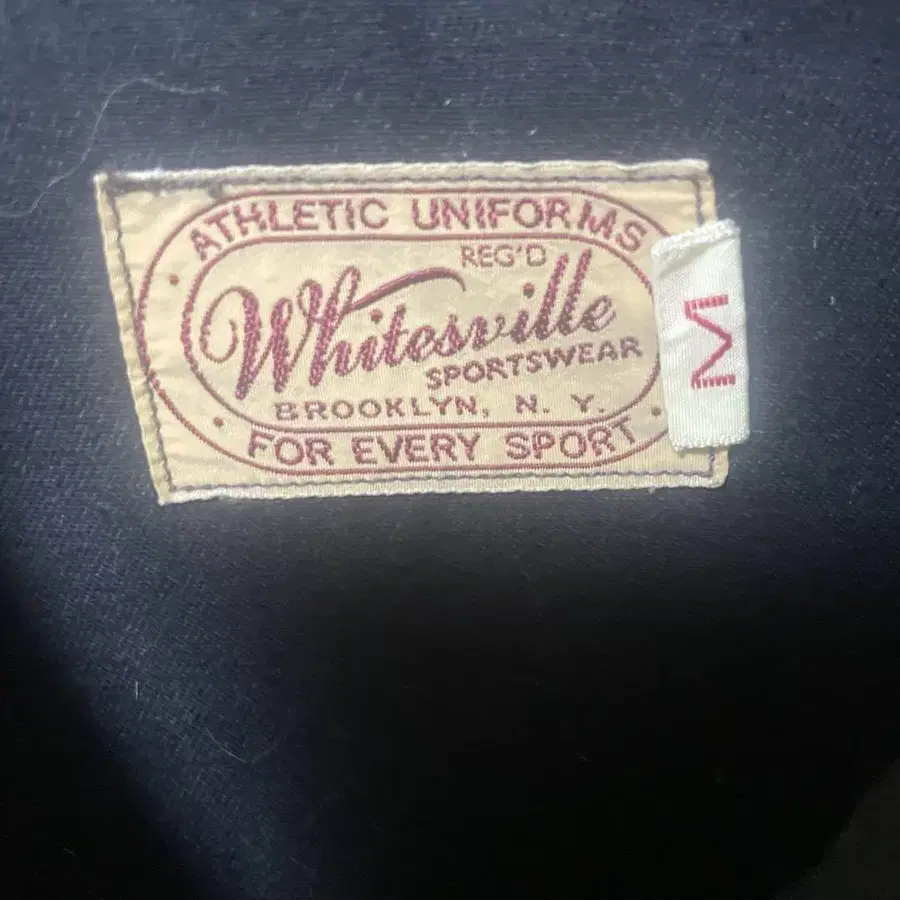 ATHLETIC UNIFORMS
REG'D
Whitesville
SPORTSWEAR
BROOKLYN, N. Y.
FOR EVERY SPORT
M